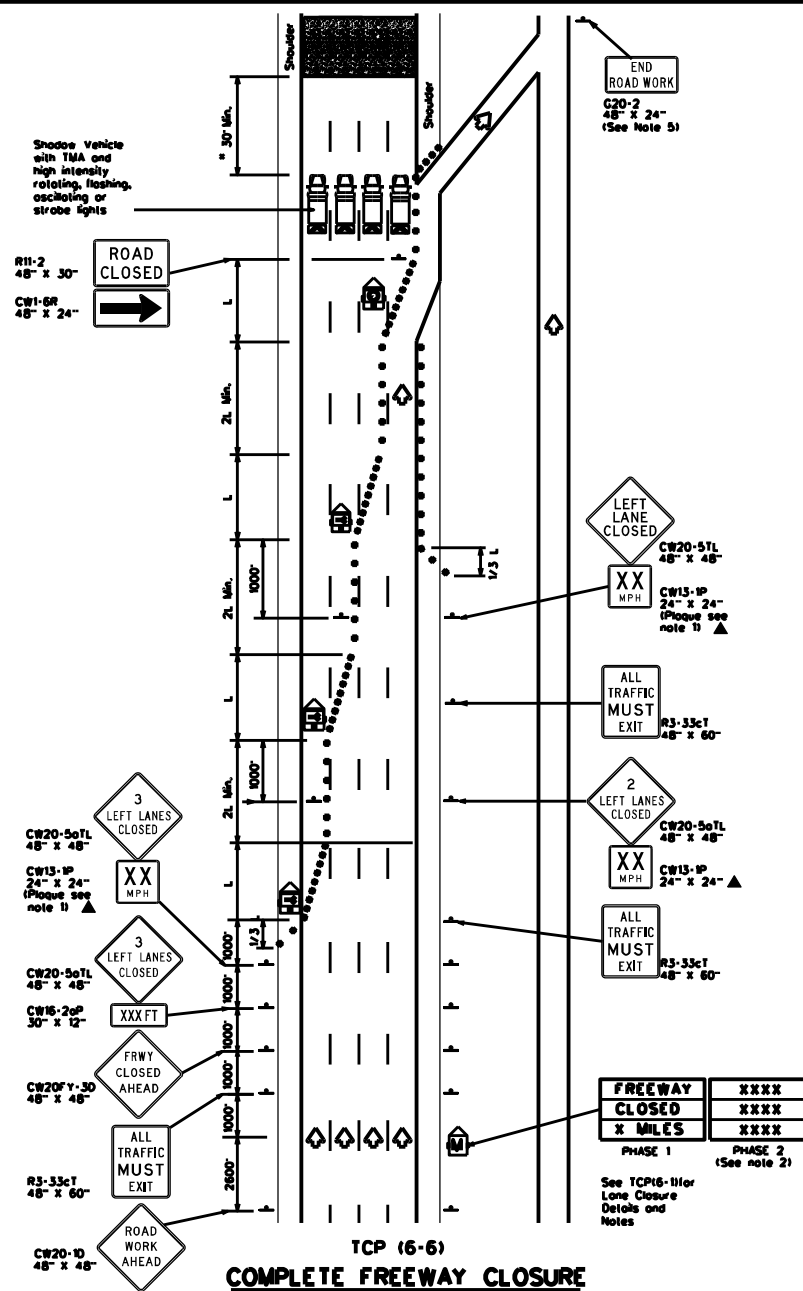 Shoulder
Shoulder
END
ROAD WORK
G20-2
48" X 24"
(See Note 5)
* 30' Min.
Shadow Vehicle
with TMA and
high intensity
rotating, flashing,
oscillating or
strobe lights
R11-2
48" X 30"
ROAD
CLOSED
CW1-6R
48" X 24"
L
2L Min.
L
2L Min.
1000'
1/3 L
LEFT
LANE
CLOSED
CW20-5TL
48" X 48"
XX
MPH
CW13-1P
24" X 24"
(Plaque see
note 1) ▲
L
ALL
TRAFFIC
MUST
EXIT
R3-33cT
48" X 60"
2L Min.
1000'
2
LEFT LANES
CLOSED
CW20-5aTL
48" X 48"
XX
MPH
CW13-1P
24" X 24" ▲
3
LEFT LANES
CLOSED
CW20-5aTL
48" X 48"
XX
MPH
CW13-1P
24" X 24"
(Plaque see
note 1) ▲
L
1/3
1000'
ALL
TRAFFIC
MUST
EXIT
R3-33cT
48" X 60"
3
LEFT LANES
CLOSED
CW20-5aTL
48" X 48"
1000'
XXX FT
CW16-2aP
30" X 12"
1000'
FRWY
CLOSED
AHEAD
CW20FY-3D
48" X 48"
1000'
1000'
ALL
TRAFFIC
MUST
EXIT
R3-33cT
48" X 60"
2600'
M
FREEWAY
CLOSED
X MILES
XXXX
XXXX
XXXX
PHASE 1
PHASE 2
(See note 2)
See TCP(6-1)for
Lane Closure
Details and
Notes
ROAD
WORK
AHEAD
CW20-1D
48" X 48"
TCP (6-6)
COMPLETE FREEWAY CLOSURE